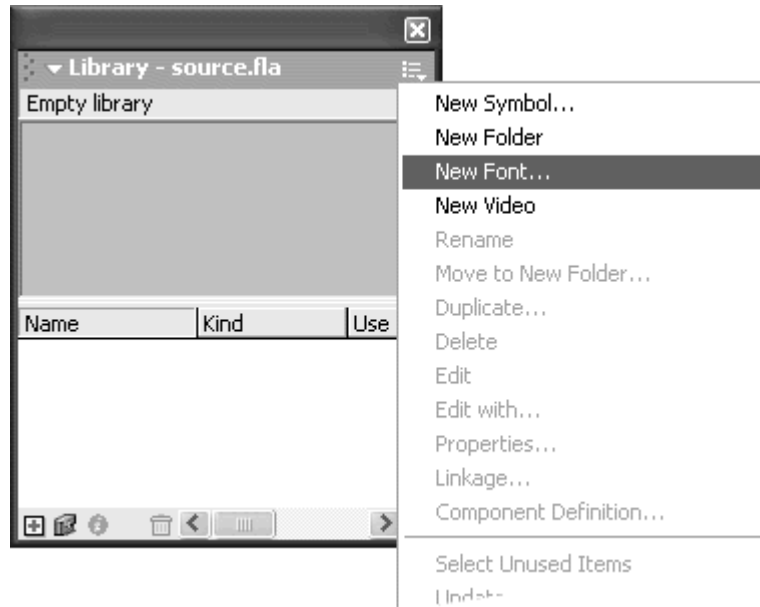 Library - source.fla
Empty library
Name Kind Use
New Symbol...
New Folder
New Font...
New Video
Rename
Move to New Folder...
Duplicate...
Delete
Edit
Edit with...
Properties...
Linkage...
Component Definition...
Select Unused Items